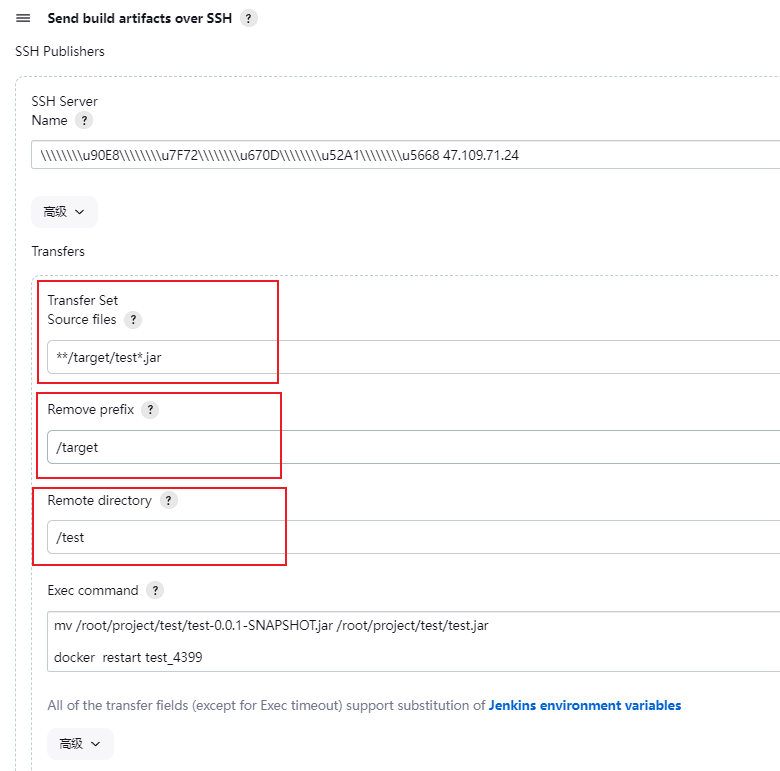 Send build artifacts over SSH ?
SSH Publishers
SSH Server
Name ?
\\\\\\\\u90E8\\\\\\\\u7F72\\\\\\\\u670D\\\\\\\\u52A1\\\\\\\\u5668 47.109.71.24
高级
Transfers
Transfer Set
Source files ?
**/target/test*.jar
Remove prefix ?
/target
Remote directory ?
/test
Exec command ?
mv /root/project/test/test-0.0.1-SNAPSHOT.jar /root/project/test/test.jar
docker  restart test_4399
All of the transfer fields (except for Exec timeout) support substitution of Jenkins environment variables
高级